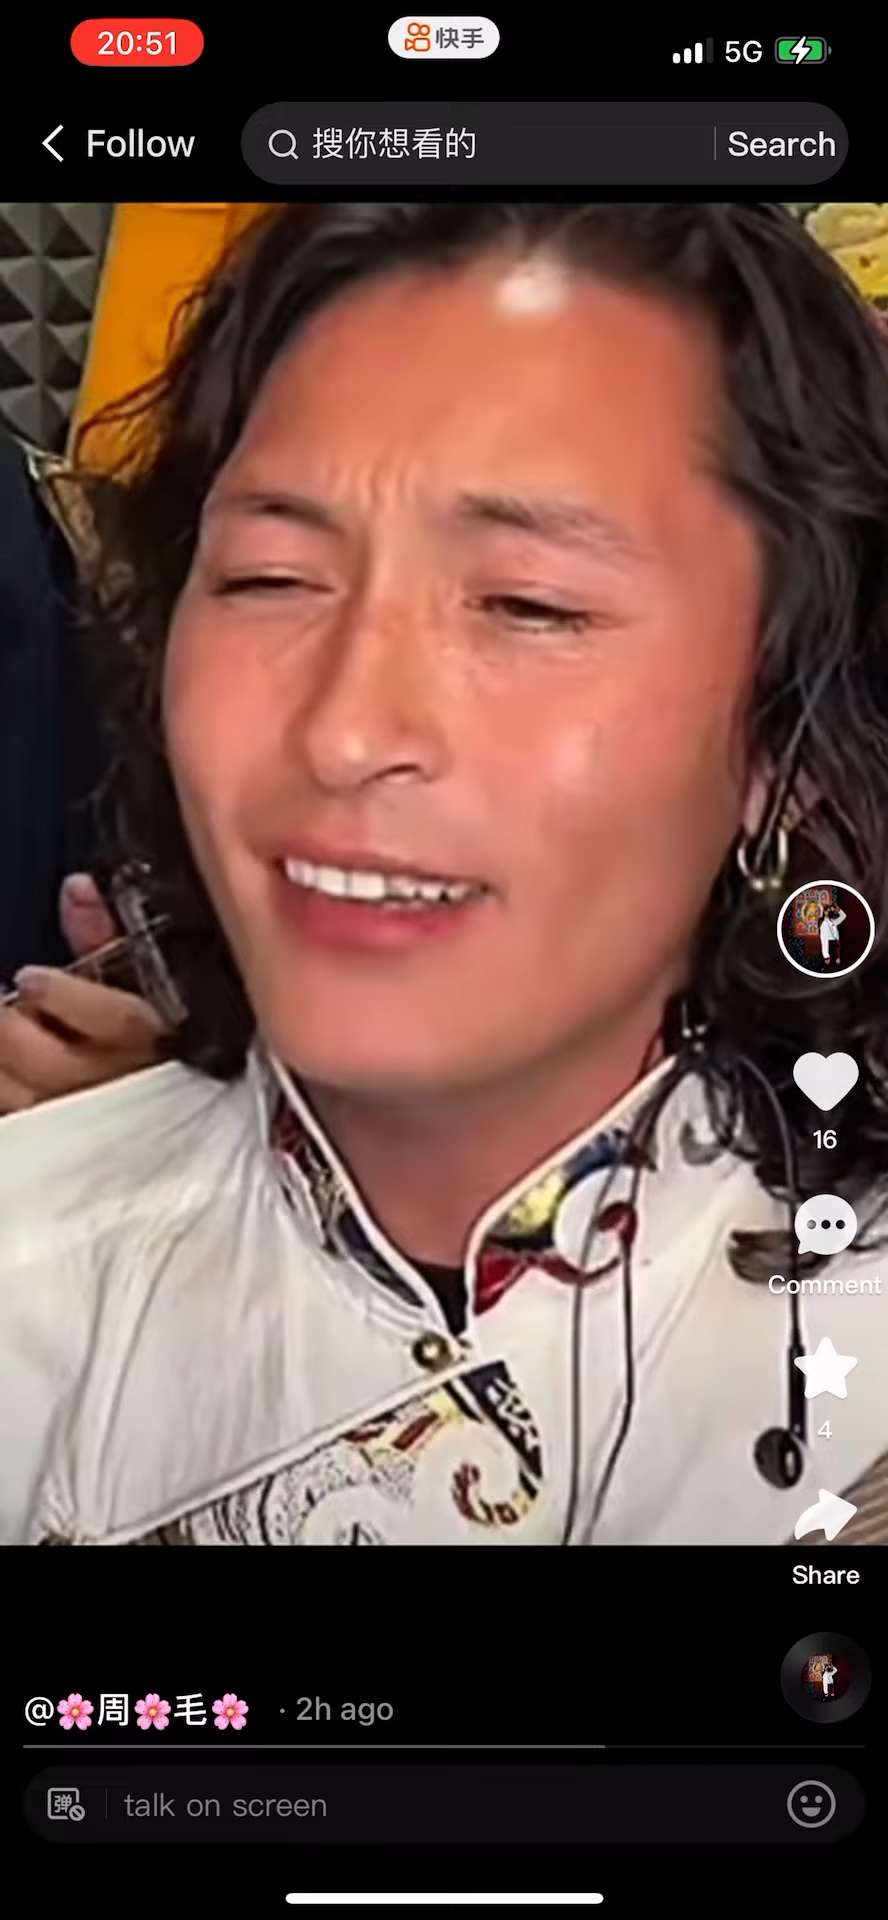 20:51
快手
5G
Follow
搜你想看的
Search
16
Comment
4
Share
@🌸周🌸毛🌸 · 2h ago
弹
talk on screen